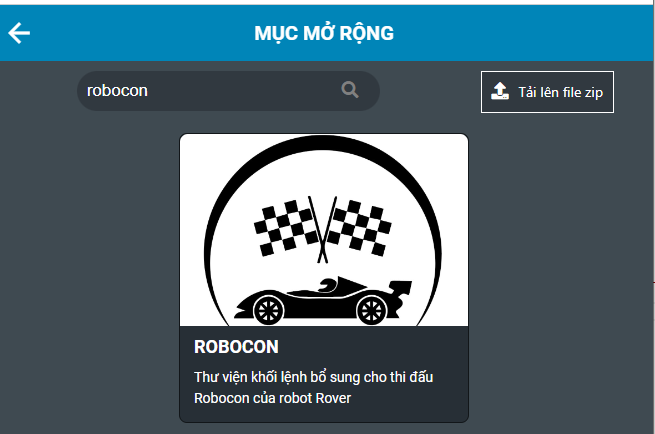 MỤC MỞ RỘNG
robocon
Tải lên file zip
ROBOCON
Thư viện khối lệnh bổ sung cho thi đấu
Robocon của robot Rover